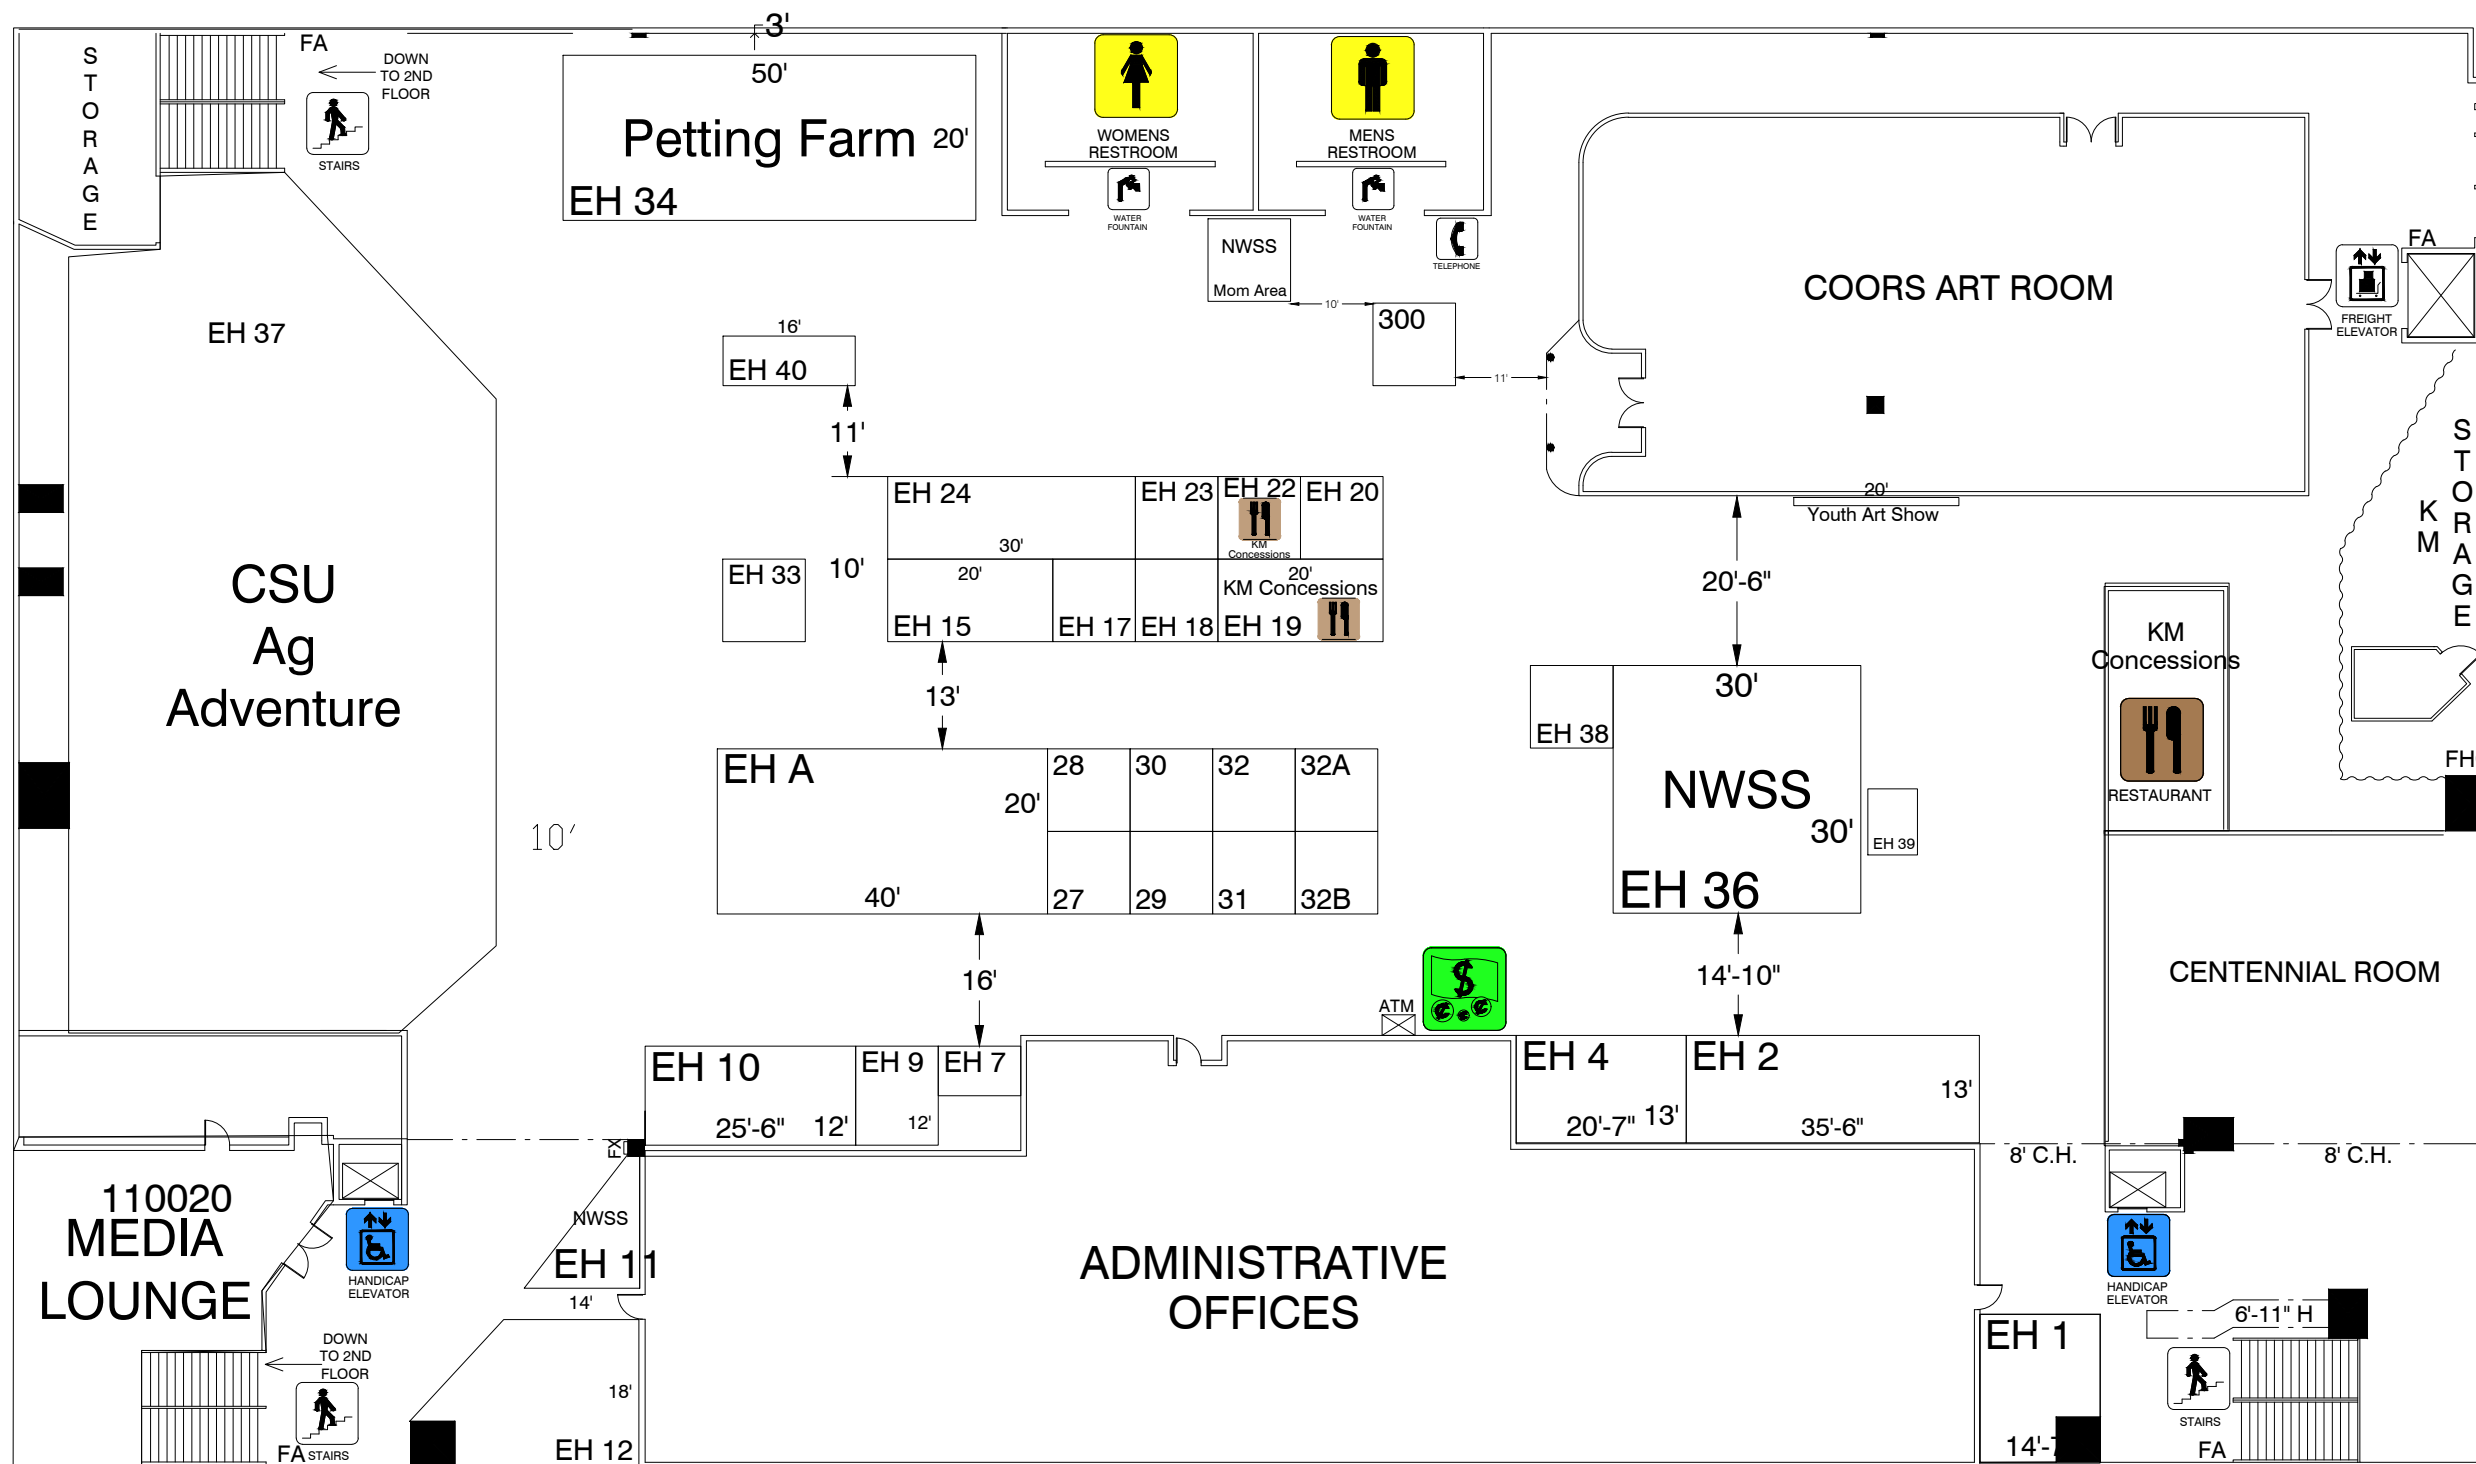 3'
S
T
O
R
A
G
E
FA
DOWN
TO 2ND
FLOOR
STAIRS
50'
Petting Farm
20'
EH 34
WOMENS
RESTROOM
WATER
FOUNTAIN
MENS
RESTROOM
WATER
FOUNTAIN
TELEPHONE
NWSS
Mom Area
10'
300
11'
COORS ART ROOM
FA
FREIGHT
ELEVATOR
EH 37
16'
EH 40
11'
EH 24
30'
EH 23
EH 22
KM
Concessions
EH 20
20'
Youth Art Show
S
T
O
R
A
G
E
K
M
CSU
Ag
Adventure
EH 33
10'
20'
EH 15
EH 17
EH 18
20'
KM Concessions
EH 19
20'-6"
KM
Concessions
RESTAURANT
13'
EH 38
30'
NWSS
30'
EH 36
EH 39
FH
EH A
20'
40'
28
30
32
32A
27
29
31
32B
10'
16'
ATM
$
14'-10"
CENTENNIAL ROOM
EH 10
25'-6"
12'
EH 9
12'
EH 7
EH 4
20'-7"
13'
EH 2
35'-6"
13'
8' C.H.
8' C.H.
FX
110020
MEDIA
LOUNGE
HANDICAP
ELEVATOR
NWSS
EH 11
14'
ADMINISTRATIVE
OFFICES
HANDICAP
ELEVATOR
6'-11" H
EH 1
14'-7
DOWN
TO 2ND
FLOOR
STAIRS
FA
18'
EH 12
STAIRS
FA